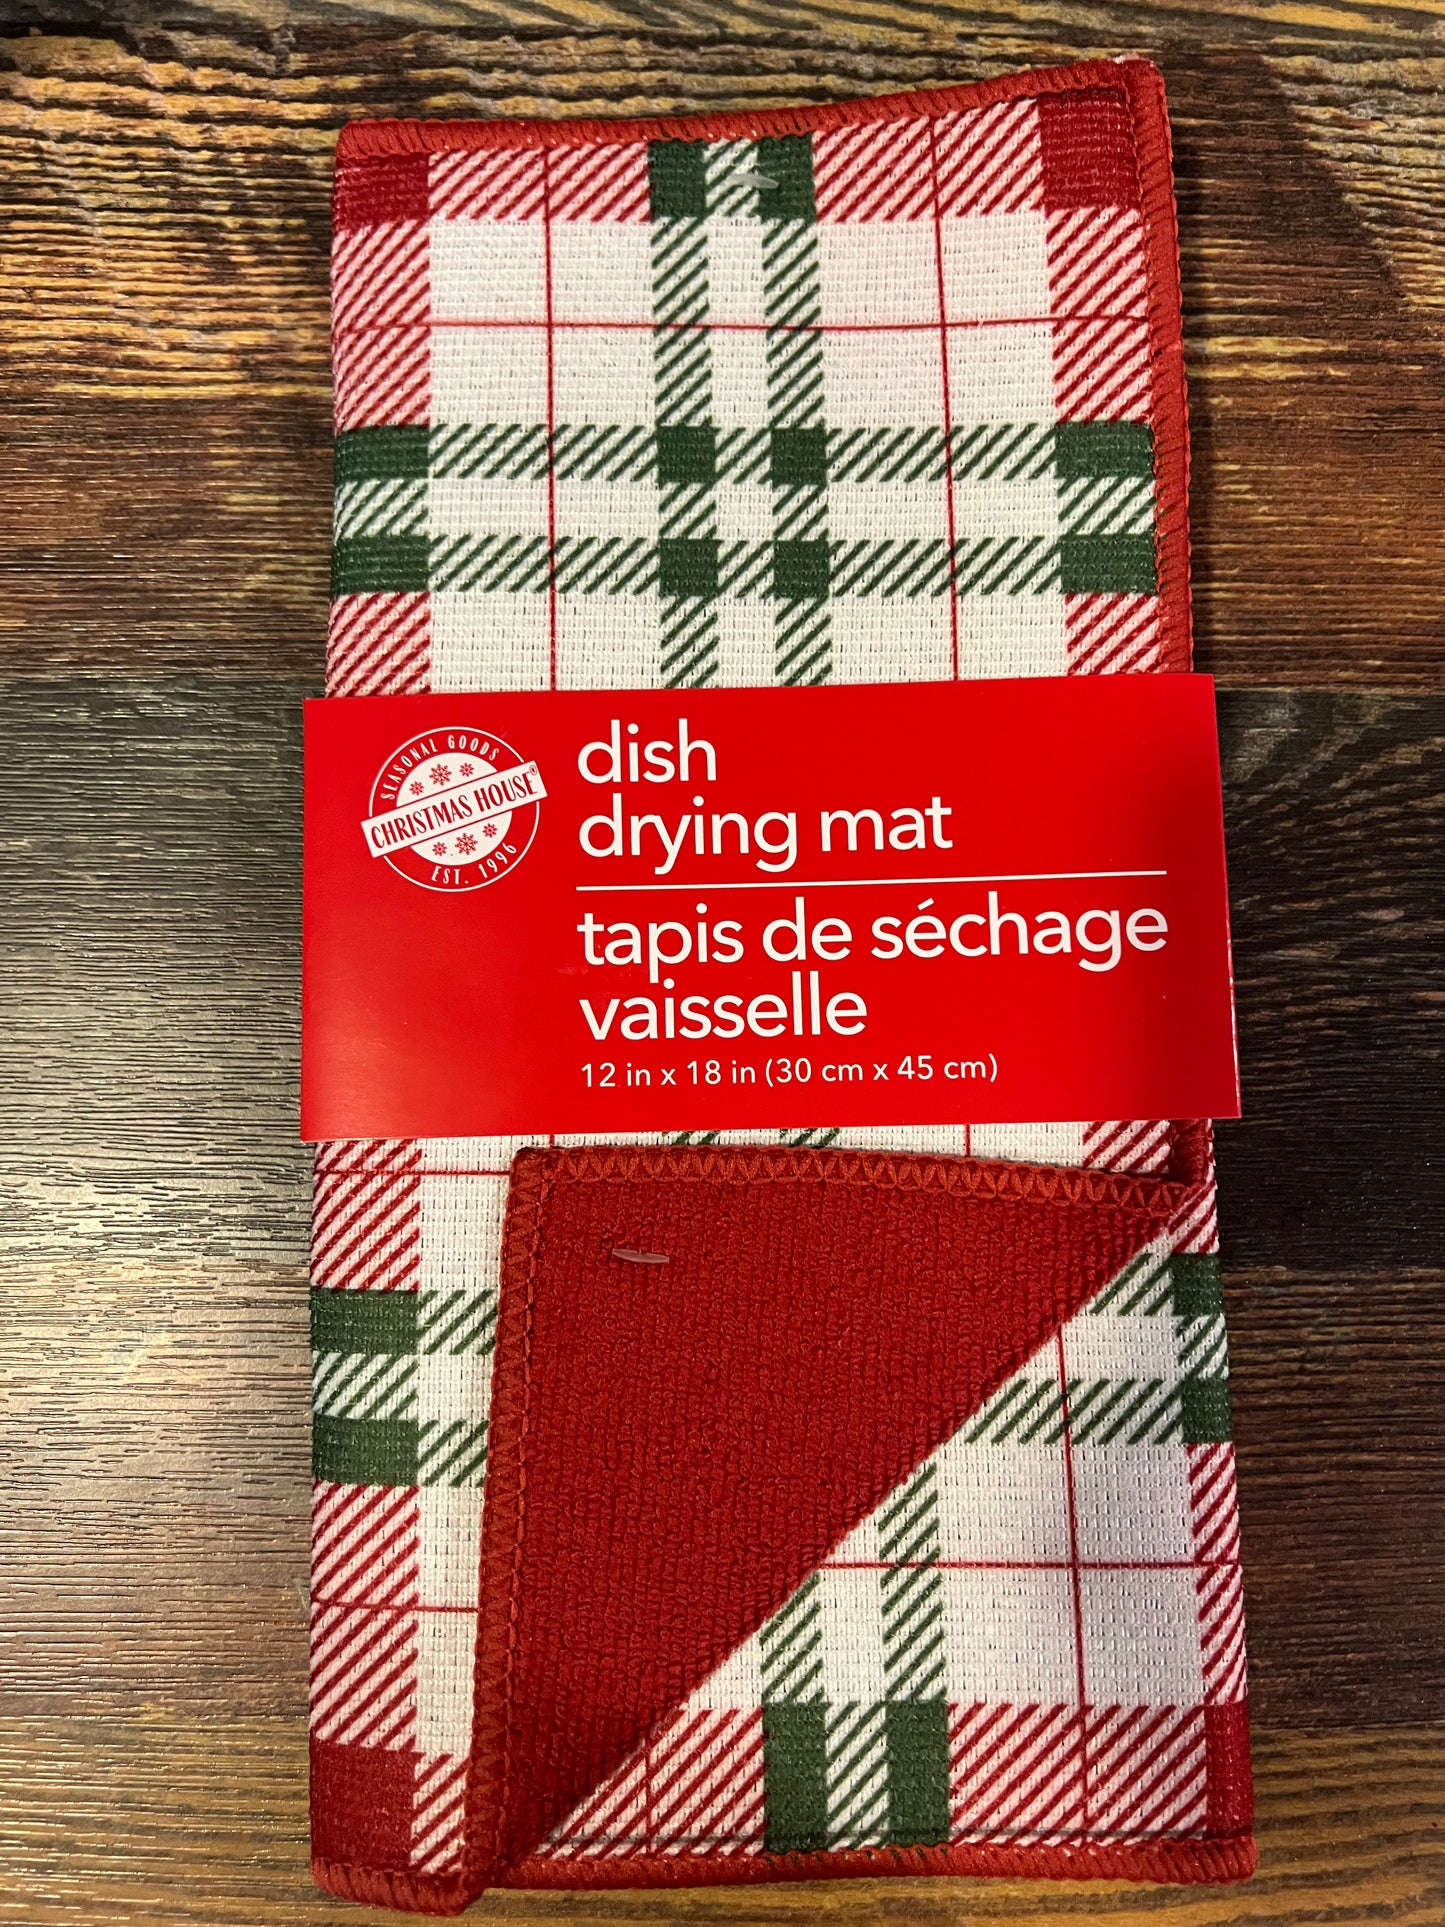 SEASONAL GOODS
CHRISTMAS HOUSE®
EST. 1996
dish
drying mat
tapis de séchage
vaisselle
12 in x 18 in (30 cm x 45 cm)